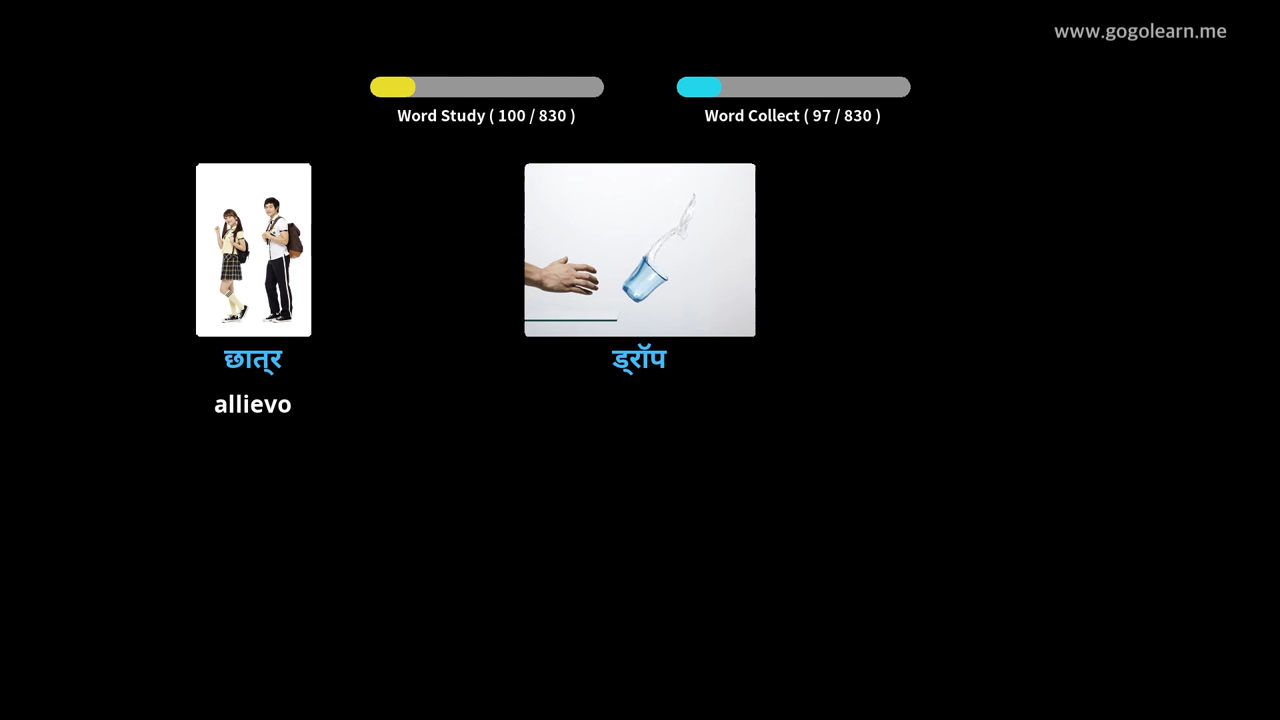 www.gogolearn.me
Word Study ( 100 / 830 )
Word Collect ( 97 / 830 )
छात्र
ड्रॉप
allievo